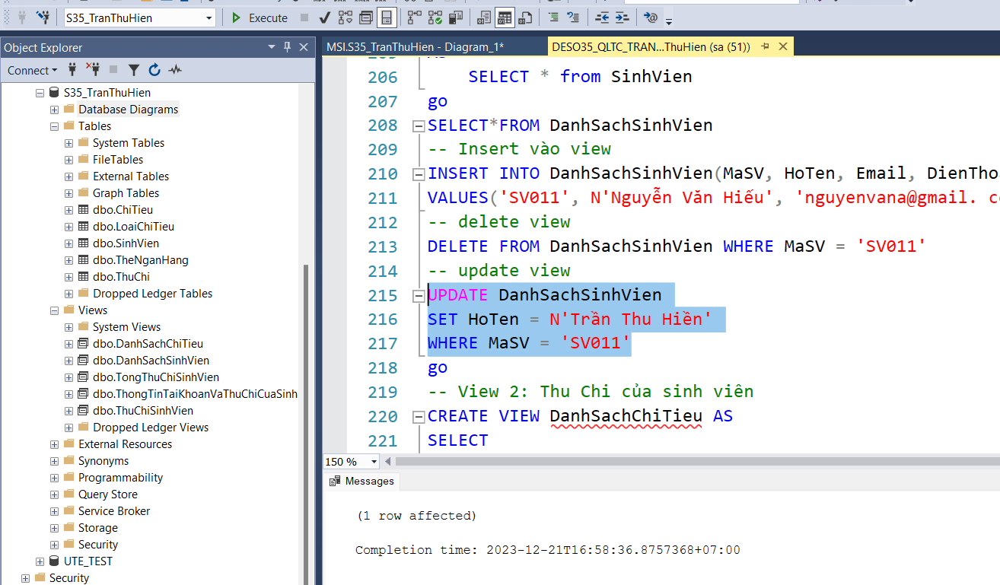 S35_TranThuHien
Execute
Object Explorer
Connect
S35_TranThuHien
Database Diagrams
Tables
System Tables
FileTables
External Tables
Graph Tables
dbo.ChiTieu
dbo.LoaiChiTieu
dbo.SinhVien
dbo.TheNganHang
dbo.ThuChi
Dropped Ledger Tables
Views
System Views
dbo.DanhSachChiTieu
dbo.DanhSachSinhVien
dbo.TongThuChiSinhVien
dbo.ThongTinTaiKhoanVaThuChiCuaSinh
dbo.ThuChiSinhVien
Dropped Ledger Views
External Resources
Synonyms
Programmability
Query Store
Service Broker
Storage
Security
UTE_TEST
Security
MSI.S35_TranThuHien - Diagram_1*
DESO35_QLTC_TRAN...ThuHien (sa (51))
206 SELECT * from SinhVien
207 go
208 SELECT*FROM DanhSachSinhVien
209 -- Insert vào view
210 INSERT INTO DanhSachSinhVien(MaSV, HoTen, Email, DienThoa
211 VALUES('SV011', N'Nguyễn Văn Hiếu', 'nguyenvana@gmail. co
212 -- delete view
213 DELETE FROM DanhSachSinhVien WHERE MaSV = 'SV011'
214 -- update view
215 UPDATE DanhSachSinhVien
216 SET HoTen = N'Trần Thu Hiền'
217 WHERE MaSV = 'SV011'
218 go
219 -- View 2: Thu Chi của sinh viên
220 CREATE VIEW DanhSachChiTieu AS
221 SELECT
150 %
Messages
(1 row affected)
Completion time: 2023-12-21T16:58:36.8757368+07:00